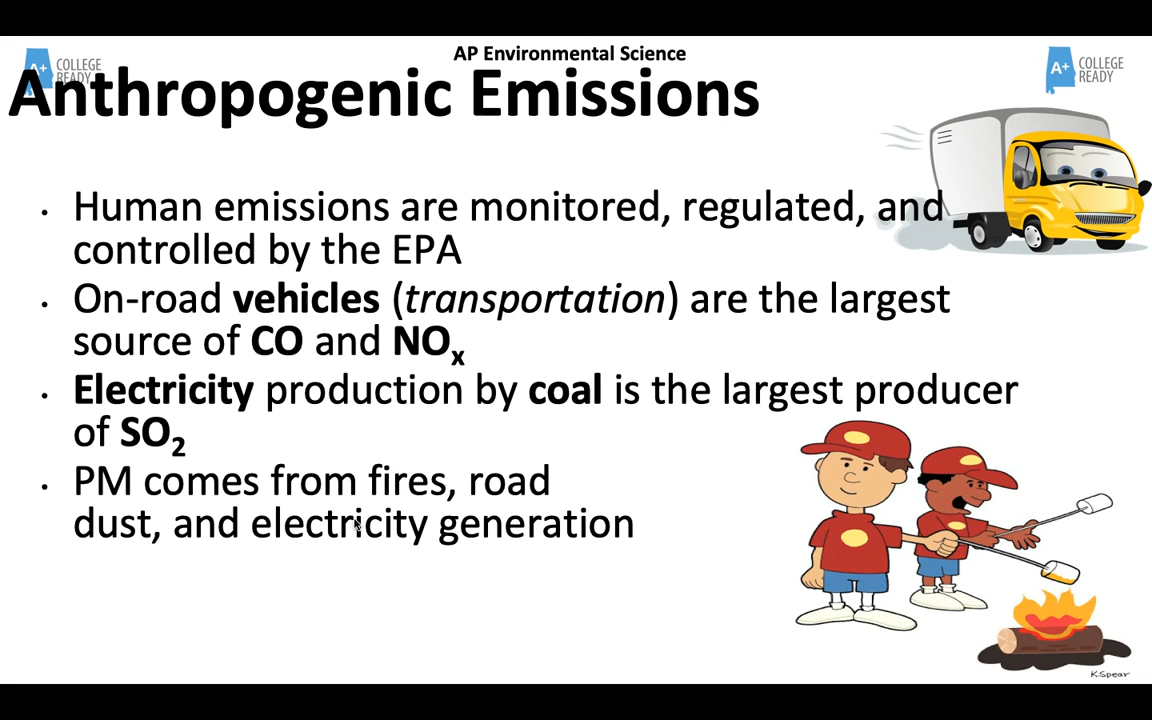 AP Environmental Science
A+ COLLEGE
READY
A+ COLLEGE
READY
Anthropogenic Emissions
• Human emissions are monitored, regulated, and
controlled by the EPA
• On-road vehicles (transportation) are the largest
source of CO and NOx
• Electricity production by coal is the largest producer
of SO2
• PM comes from fires, road
dust, and electricity generation
K.Spear